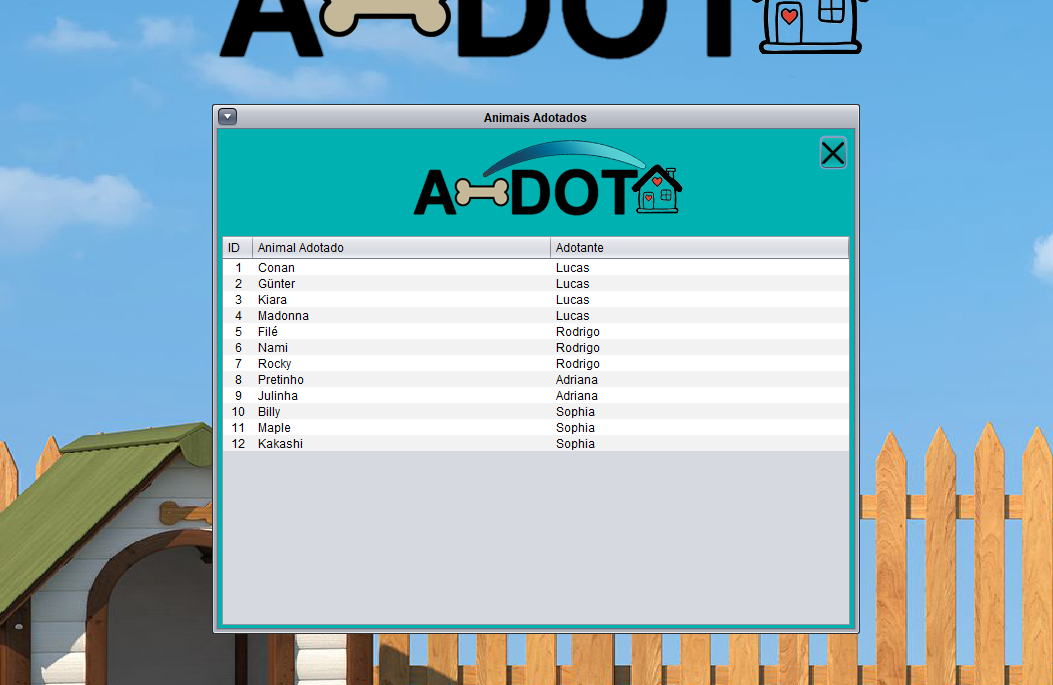 A DOT
Animais Adotados
A DOT
ID Animal Adotado Adotante
1 Conan Lucas
2 Günter Lucas
3 Kiara Lucas
4 Madonna Lucas
5 Filé Rodrigo
6 Nami Rodrigo
7 Rocky Rodrigo
8 Pretinho Adriana
9 Julinha Adriana
10 Billy Sophia
11 Maple Sophia
12 Kakashi Sophia